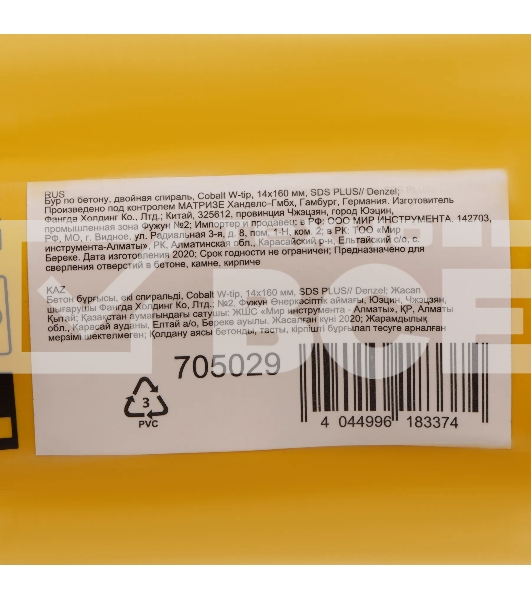 RUS
Бур по бетону, двойная спираль, Cobalt W-tip, 14x160 мм, SDS PLUS// Denzel;
Произведено под контролем МАТРИЗЕ Ханделс-Гмбх, Гамбург, Германия. Изготовитель
Фангда Холдинг Ко., Лтд.; Китай, 325612, провинция Чжэцзян, город Юэцин,
промышленная зона Фужун №2; Импортер и продавец: в РФ: ООО МИР ИНСТРУМЕНТА, 142703,
РФ, МО, г. Видное, ул. Радиальная 3-я, д. 8, пом. 1-Н, ком. 2; в РК: ТОО «Мир
инструмента-Алматы», РК, Алматинская обл., Карасайский р-н, Ельтайский с/о, с.
Береке. Дата изготовления 2020; Срок годности не ограничен; Предназначено для
сверления отверстий в бетоне, камне, кирпиче
KAZ
Бетон бұрғысы, екі спиральді, Cobalt W-tip, 14x160 мм, SDS PLUS// Denzel; Жасап
шығарушы Фангда Холдинг Ко, Лтд.; №2, Фужун Өнеркәсіптік аймағы, Юэцин, Чжэцзян,
Қытай; Қазақстан аумағындағы сатушы: ЖШС «Мир инструмента - Алматы», ҚР, Алматы
обл., Карасай ауданы, Елтай а/о, Береке ауылы. Жасалған күні 2020; Жарамдылық
мерзімі шектелмеген; Қолдану аясы бетонды, тасты, кірпішті бұрғылап тесуге арналған
705029
3
PVC
4 044996 183374